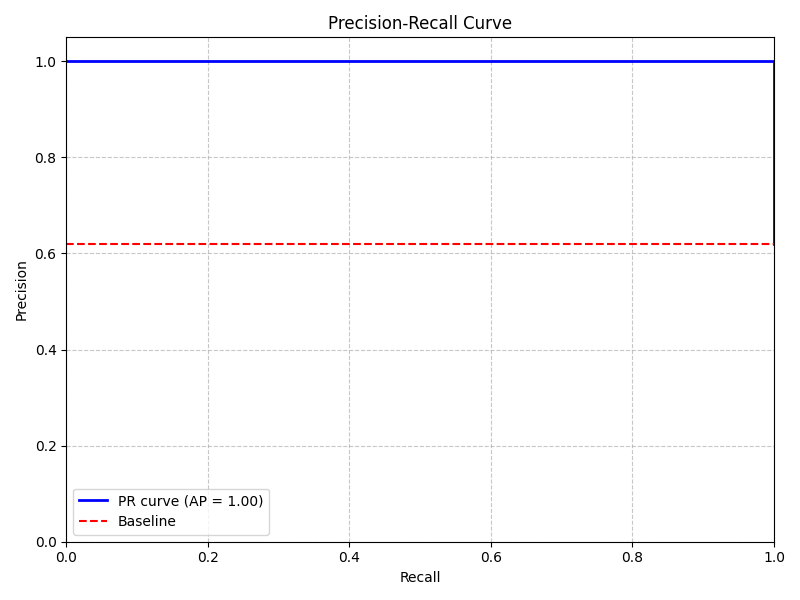 Precision-Recall Curve
1.0
0.8
0.6
0.4
0.2
0.0
Precision
PR curve (AP = 1.00)
Baseline
0.0 0.2 0.4 0.6 0.8 1.0
Recall